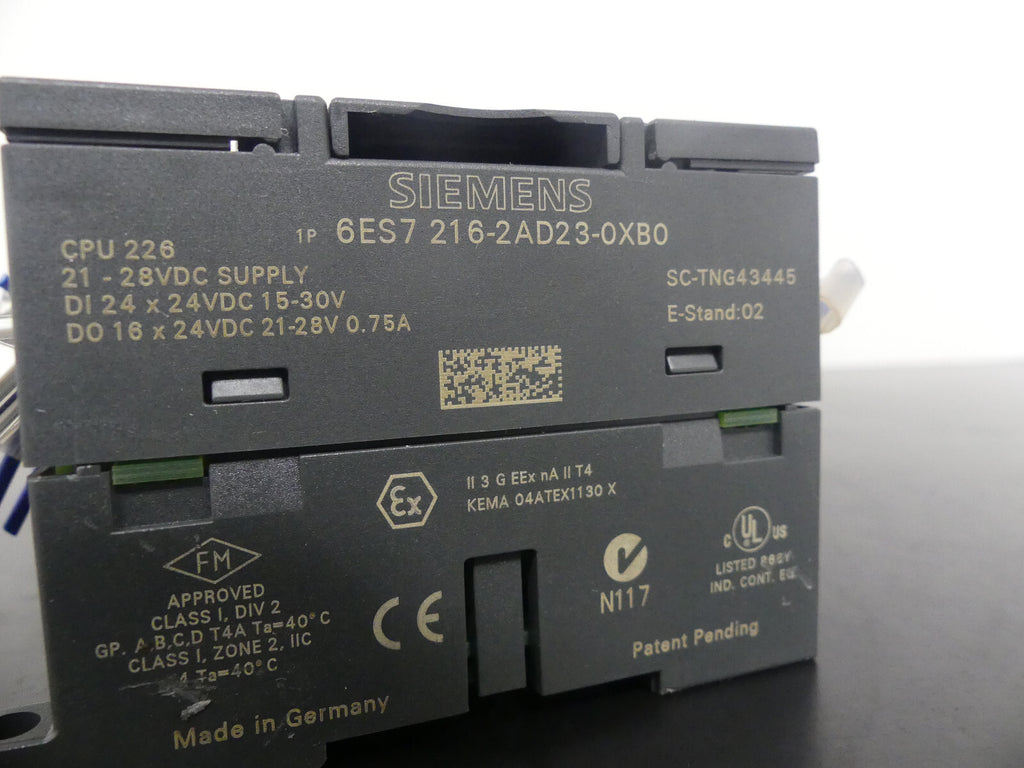 SIEMENS
1P 6ES7 216-2AD23-0XB0
CPU 226
21 - 28VDC SUPPLY
DI 24 x 24VDC 15-30V
DO 16 x 24VDC 21-28V 0.75A
SC-TNG43445
E-Stand:02
Ex
II 3 G EEx nA II T4
KEMA 04ATEX1130 X
FM
APPROVED
CLASS I, DIV 2
GP. A,B,C,D T4A Ta=40°C
CLASS I, ZONE 2, IIC
Ta=40°C
CE
N117
C UL US
LISTED
IND. CONT.
Patent Pending
Made in Germany